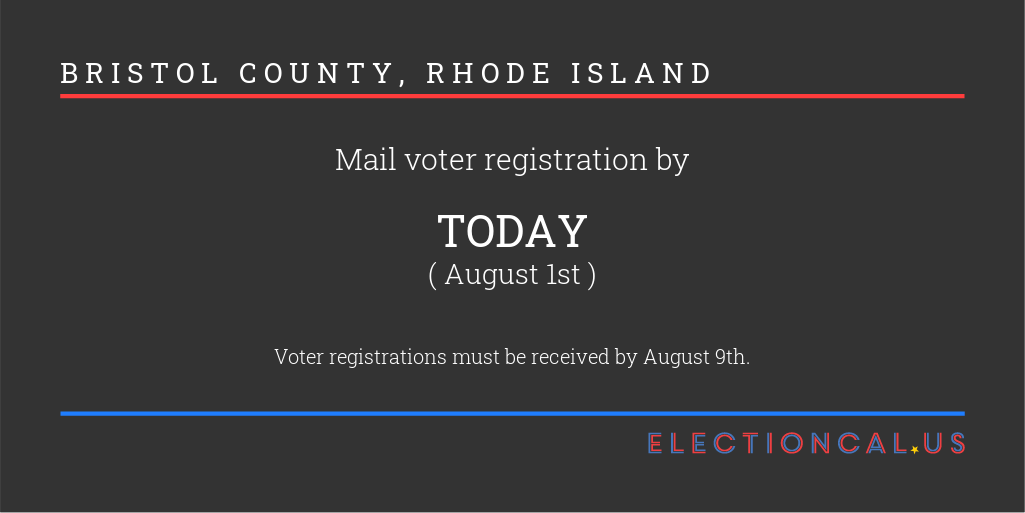 BRISTOL COUNTY, RHODE ISLAND
Mail voter registration by
TODAY
( August 1st )
Voter registrations must be received by August 9th.
ELECTIONCAL.US